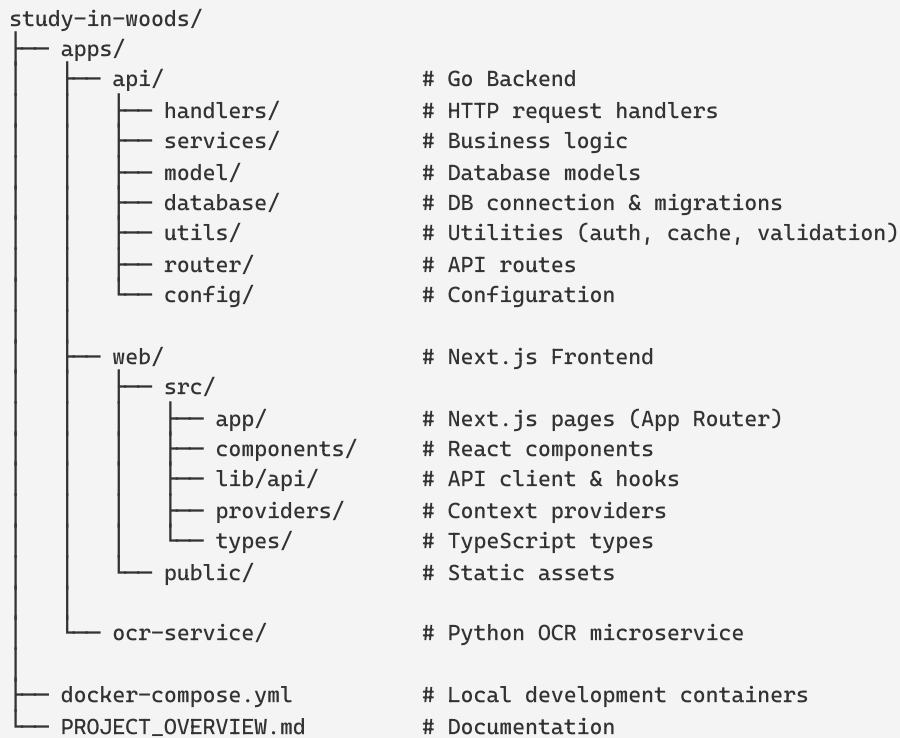 study-in-woods/
├── apps/
│   ├── api/                    # Go Backend
│   │   ├── handlers/           # HTTP request handlers
│   │   ├── services/           # Business logic
│   │   ├── model/              # Database models
│   │   ├── database/           # DB connection & migrations
│   │   ├── utils/              # Utilities (auth, cache, validation)
│   │   ├── router/             # API routes
│   │   └── config/             # Configuration
│   │
│   ├── web/                    # Next.js Frontend
│   │   ├── src/
│   │   │   ├── app/            # Next.js pages (App Router)
│   │   │   ├── components/     # React components
│   │   │   ├── lib/api/        # API client & hooks
│   │   │   ├── providers/      # Context providers
│   │   │   └── types/          # TypeScript types
│   │   └── public/             # Static assets
│   │
│   └── ocr-service/            # Python OCR microservice
│
├── docker-compose.yml          # Local development containers
└── PROJECT_OVERVIEW.md         # Documentation